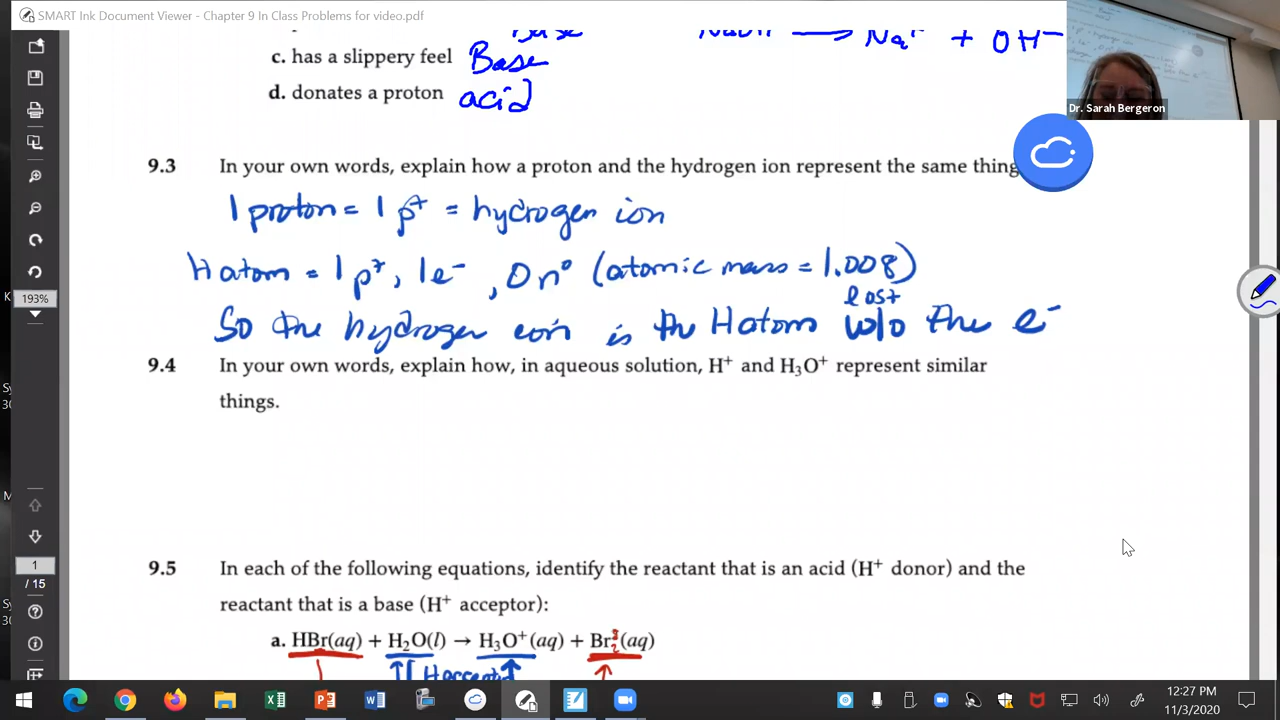 SMART Ink Document Viewer - Chapter 9 In Class Problems for video.pdf
Base NaOH → Na⁺ + OH⁻
c. has a slippery feel Base
d. donates a proton acid
Dr. Sarah Bergeron
9.3 In your own words, explain how a proton and the hydrogen ion represent the same thing
1 proton = 1 p⁺ = hydrogen ion
H atom = 1 p⁺, 1e⁻, 0n⁰ (atomic mass = 1.008)
lost
So the hydrogen eoin is the H atom w/o the e⁻
193%
9.4 In your own words, explain how, in aqueous solution, H⁺ and H₃O⁺ represent similar
things.
1
/ 15
9.5 In each of the following equations, identify the reactant that is an acid (H⁺ donor) and the
reactant that is a base (H⁺ acceptor):
a. HBr(aq) + H₂O(l) → H₃O⁺(aq) + Br (aq)
12:27 PM
11/3/2020